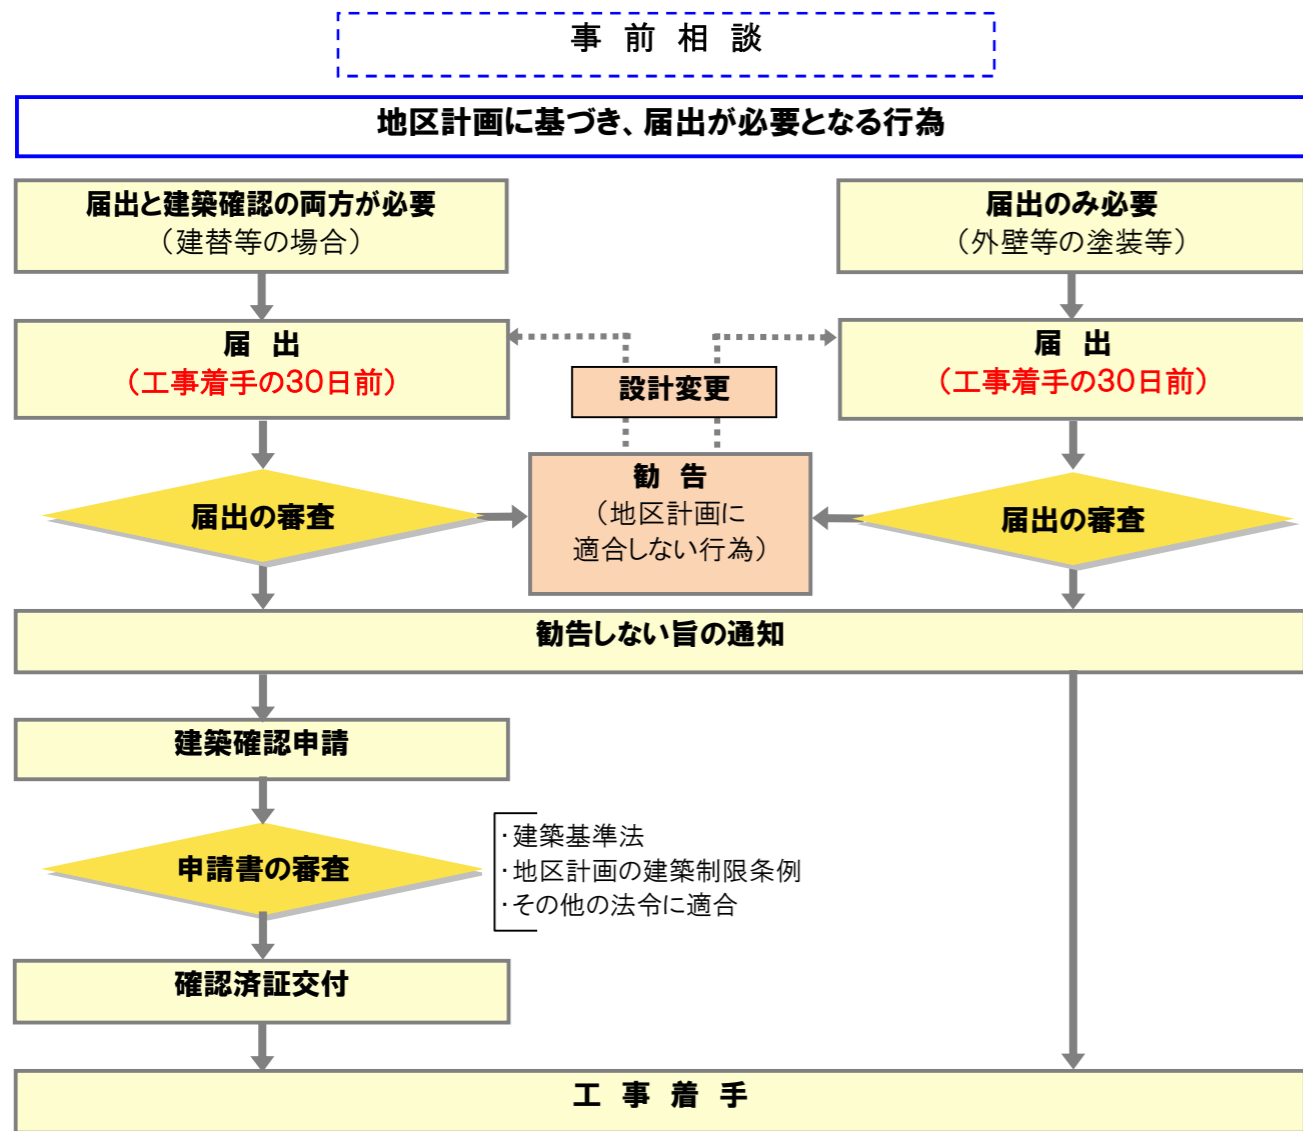 事 前 相 談
地区計画に基づき、届出が必要となる行為
届出と建築確認の両方が必要
（建替等の場合）
届出のみ必要
（外壁等の塗装等）
届 出
（工事着手の30日前）
設計変更
届 出
（工事着手の30日前）
届出の審査
勧 告
（地区計画に
適合しない行為）
届出の審査
勧告しない旨の通知
建築確認申請
申請書の審査
・建築基準法
・地区計画の建築制限条例
・その他の法令に適合
確認済証交付
工 事 着 手